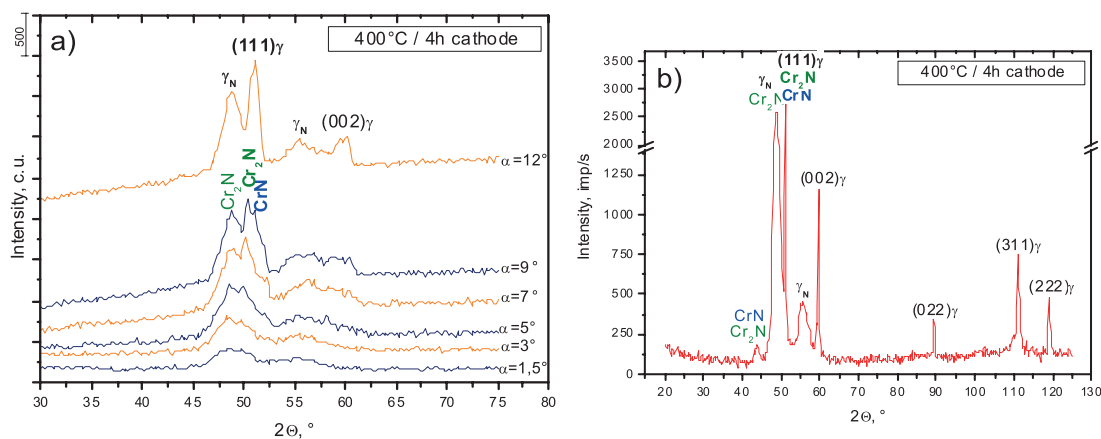 500
a)
400°C / 4h cathode
(111)γ
γN
γN
(002)γ
α=12°
Cr2N
Cr2N
CrN
α=9°
α=7°
α=5°
α=3°
α=1,5°
Intensity, c.u.
30 35 40 45 50 55 60 65 70 75 80
2Θ, °
b)
400°C / 4h cathode
(111)γ
γN Cr2N
Cr2N CrN
(002)γ
γN
CrN
Cr2N
(022)γ
(311)γ
(222)γ
3500
3000
2500
2000
1250
1000
750
500
250
0
Intensity, imp/s
20 30 40 50 60 70 80 90 100 110 120 130
2Θ, °